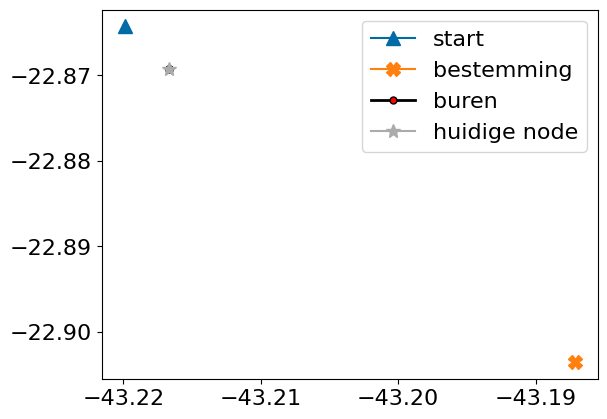 start
bestemming
buren
huidige node
−22.87
−22.88
−22.89
−22.90
−43.22 −43.21 −43.20 −43.19